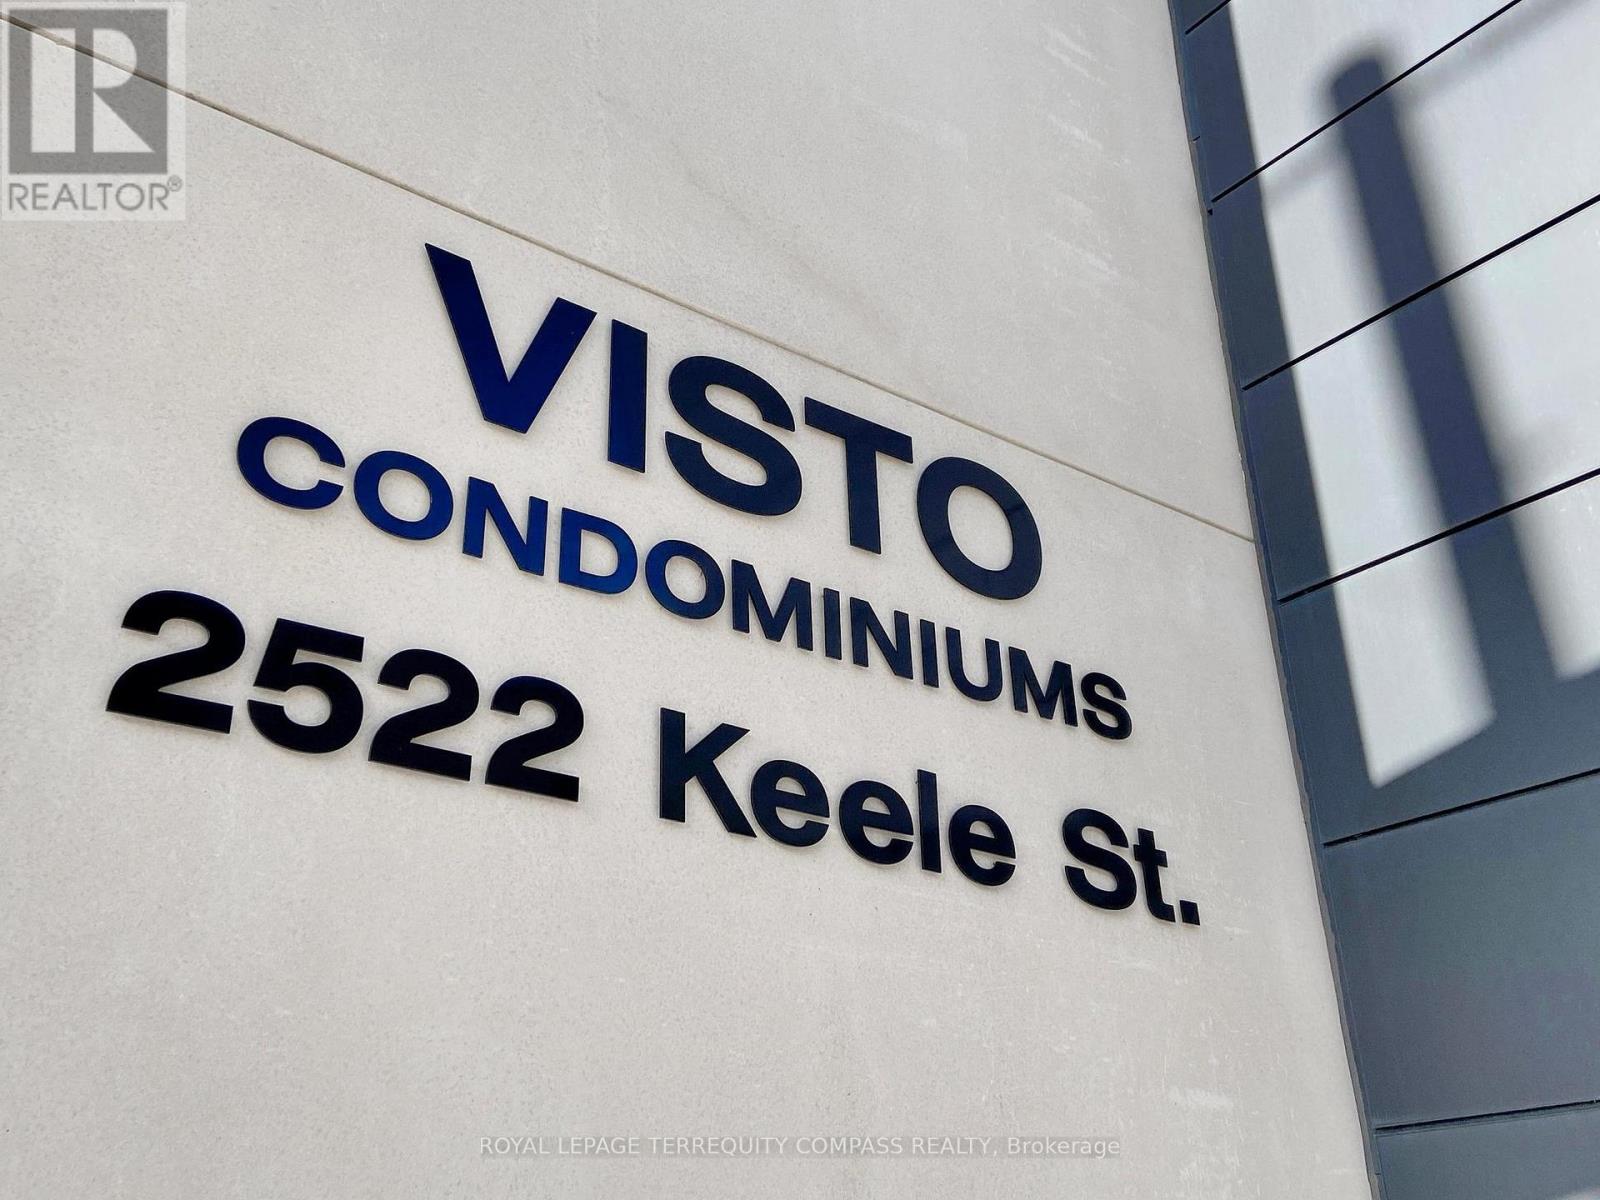 REALTOR®
VISTO
CONDOMINIUMS
2522 Keele St.
ROYAL LEPAGE TERREQUITY COMPASS REALTY, Brokerage